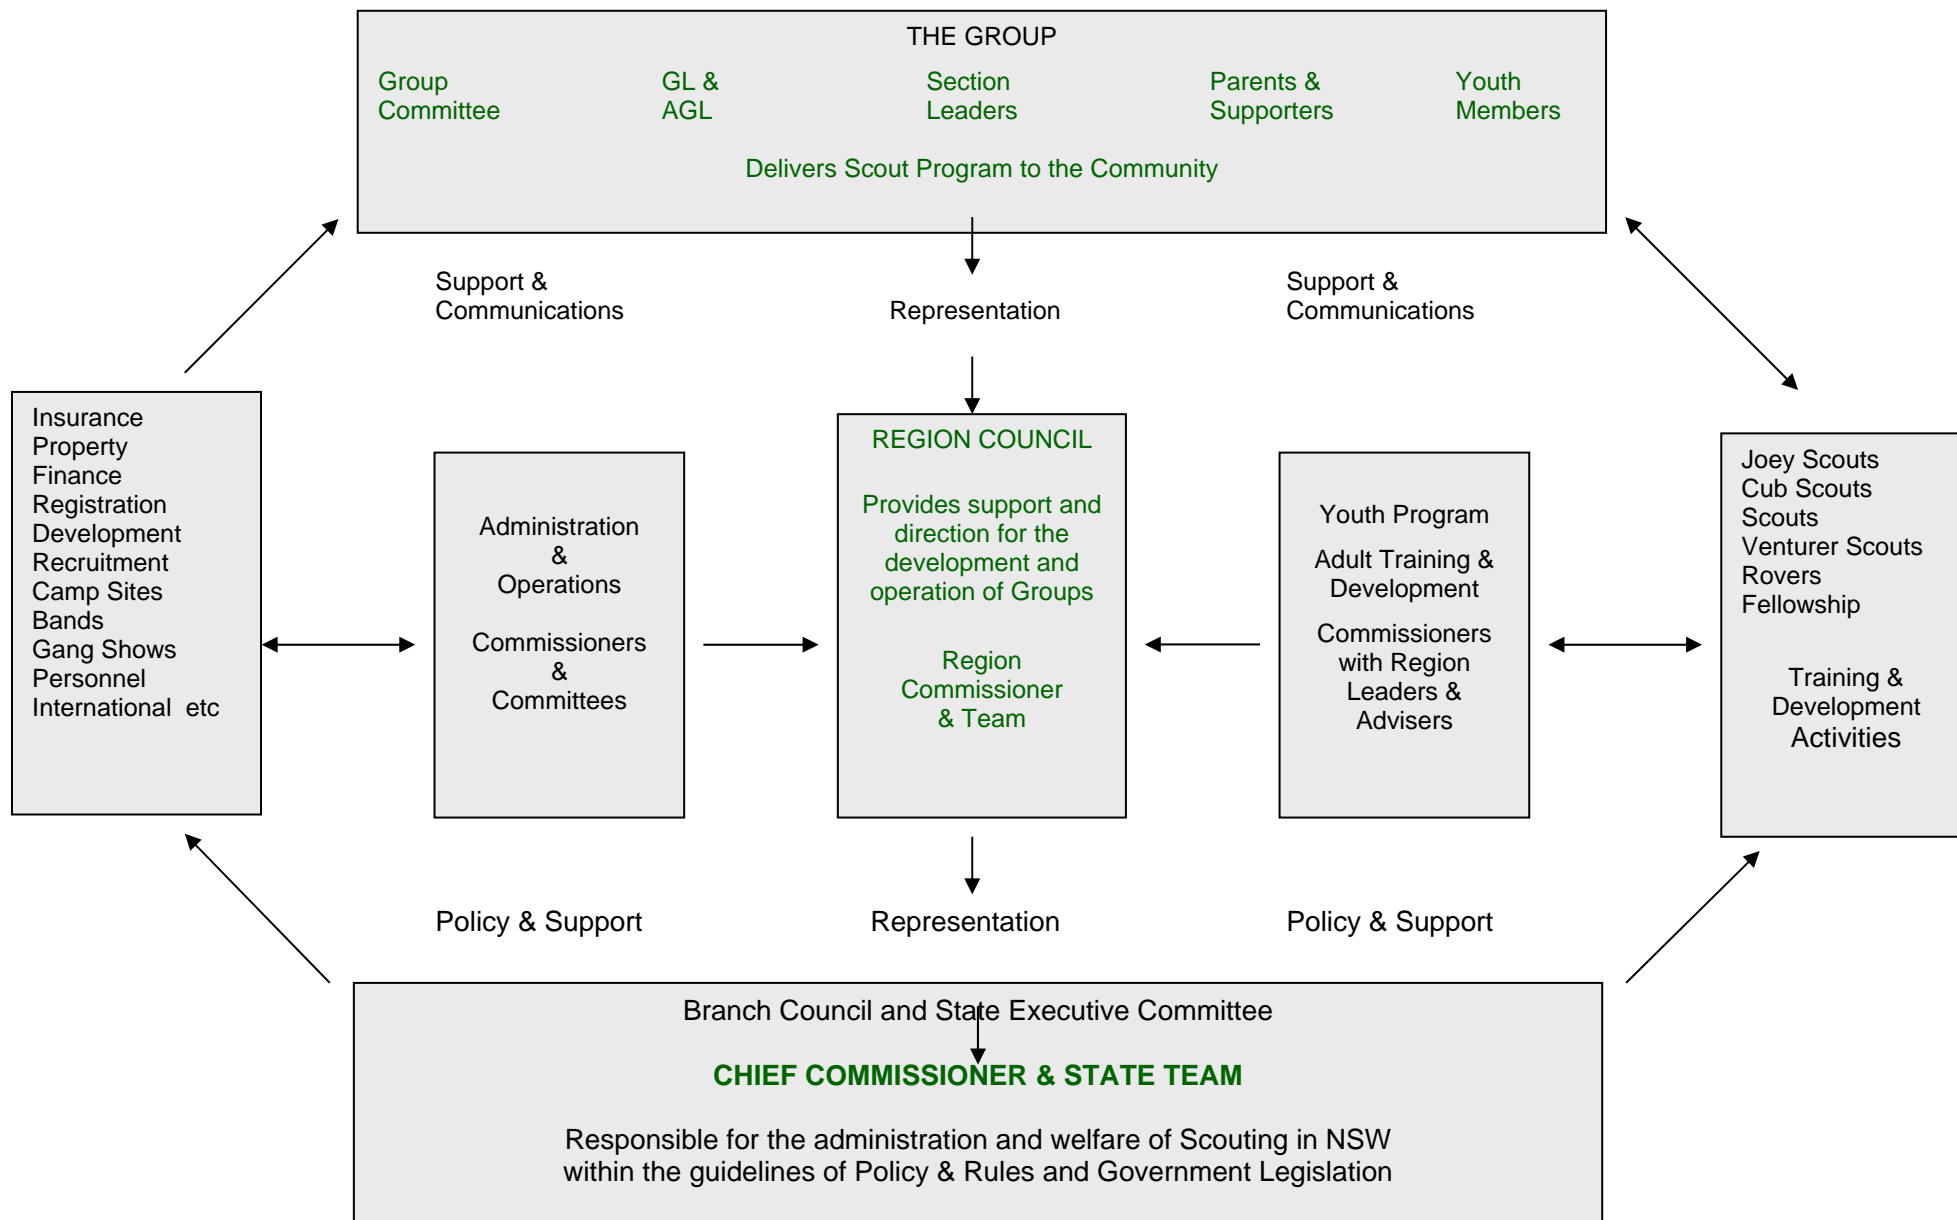 THE GROUP
Group
Committee
GL &
AGL
Section
Leaders
Parents &
Supporters
Youth
Members
Delivers Scout Program to the Community
Support &
Communications
Representation
Support &
Communications
Insurance
Property
Finance
Registration
Development
Recruitment
Camp Sites
Bands
Gang Shows
Personnel
International etc
Administration
&
Operations
Commissioners
&
Committees
REGION COUNCIL
Provides support and
direction for the
development and
operation of Groups
Region
Commissioner
& Team
Youth Program
Adult Training &
Development
Commissioners
with Region
Leaders &
Advisers
Joey Scouts
Cub Scouts
Scouts
Venturer Scouts
Rovers
Fellowship
Training &
Development
Activities
Policy & Support
Representation
Policy & Support
Branch Council and State Executive Committee
CHIEF COMMISSIONER & STATE TEAM
Responsible for the administration and welfare of Scouting in NSW
within the guidelines of Policy & Rules and Government Legislation